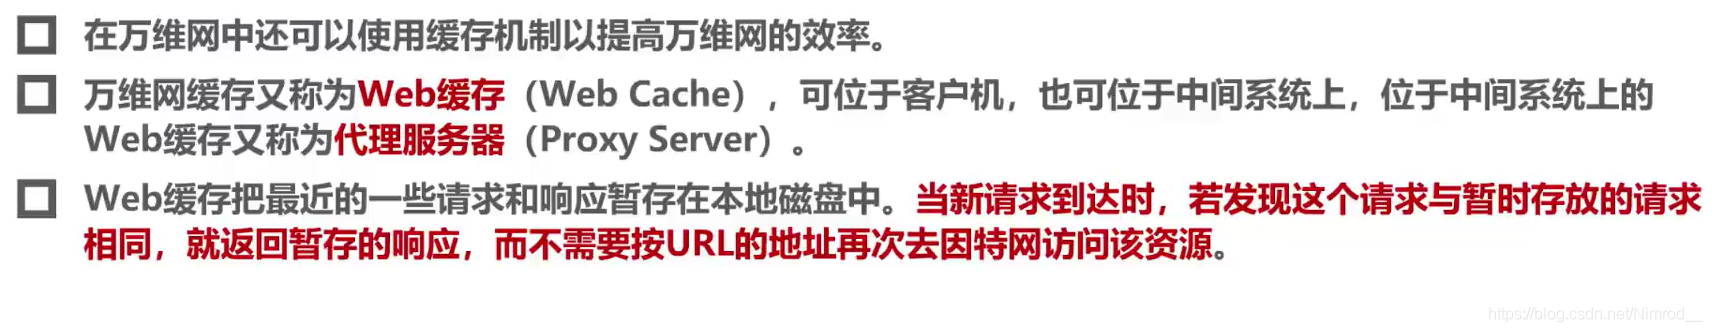 在万维网中还可以使用缓存机制以提高万维网的效率。
万维网缓存又称为Web缓存（Web Cache），可位于客户机，也可位于中间系统上，位于中间系统上的
Web缓存又称为代理服务器（Proxy Server）。
Web缓存把最近的一些请求和响应暂存在本地磁盘中。当新请求到达时，若发现这个请求与暂时存放的请求
相同，就返回暂存的响应，而不需要按URL的地址再次去因特网访问该资源。
https://blog.csdn.net/Nimrod__